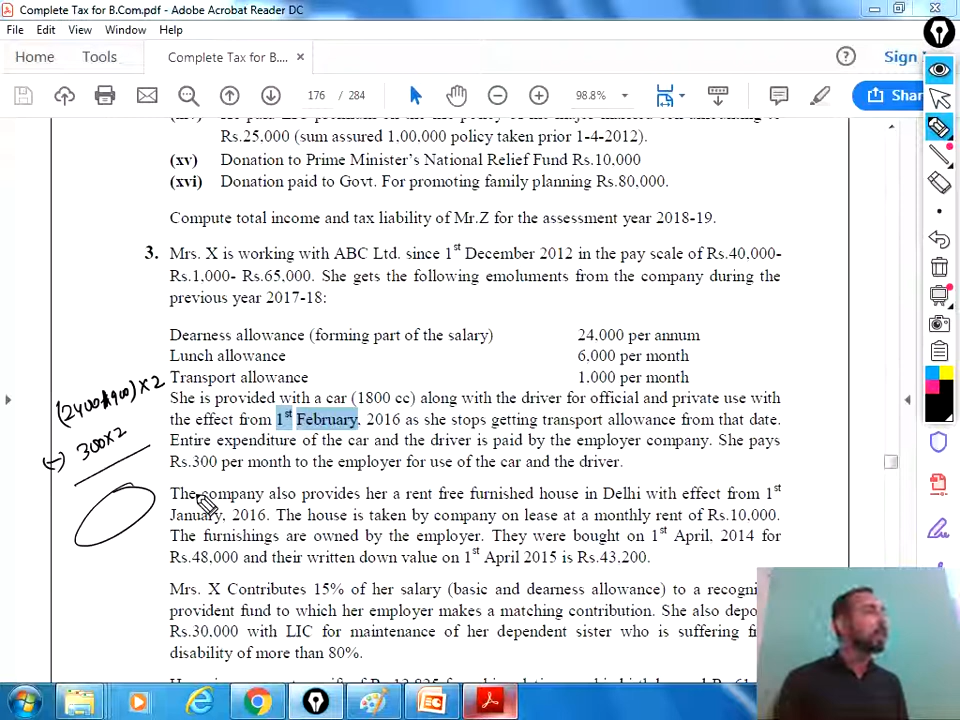 Complete Tax for B.Com.pdf - Adobe Acrobat Reader DC
File Edit View Window Help
Home Tools Complete Tax for B.... × Sign
176 / 284 98.8% Shar
Rs.25,000 (sum assured 1,00,000 policy taken prior 1-4-2012).
(xv) Donation to Prime Minister's National Relief Fund Rs.10,000
(xvi) Donation paid to Govt. For promoting family planning Rs.80,000.
Compute total income and tax liability of Mr.Z for the assessment year 2018-19.
3. Mrs. X is working with ABC Ltd. since 1st December 2012 in the pay scale of Rs.40,000-
Rs.1,000- Rs.65,000. She gets the following emoluments from the company during the
previous year 2017-18:
Dearness allowance (forming part of the salary) 24,000 per annum
Lunch allowance 6,000 per month
Transport allowance 1,000 per month
She is provided with a car (1800 cc) along with the driver for official and private use with
the effect from 1st February, 2016 as she stops getting transport allowance from that date.
Entire expenditure of the car and the driver is paid by the employer company. She pays
Rs.300 per month to the employer for use of the car and the driver.
(2400+900)×2
(-) 300×2
The company also provides her a rent free furnished house in Delhi with effect from 1st
January, 2016. The house is taken by company on lease at a monthly rent of Rs.10,000.
The furnishings are owned by the employer. They were bought on 1st April, 2014 for
Rs.48,000 and their written down value on 1st April 2015 is Rs.43,200.
Mrs. X Contributes 15% of her salary (basic and dearness allowance) to a
provident fund to which her employer makes a matching contribution. She also
Rs.30,000 with LIC for maintenance of her dependent sister who is suffering
disability of more than 80%.